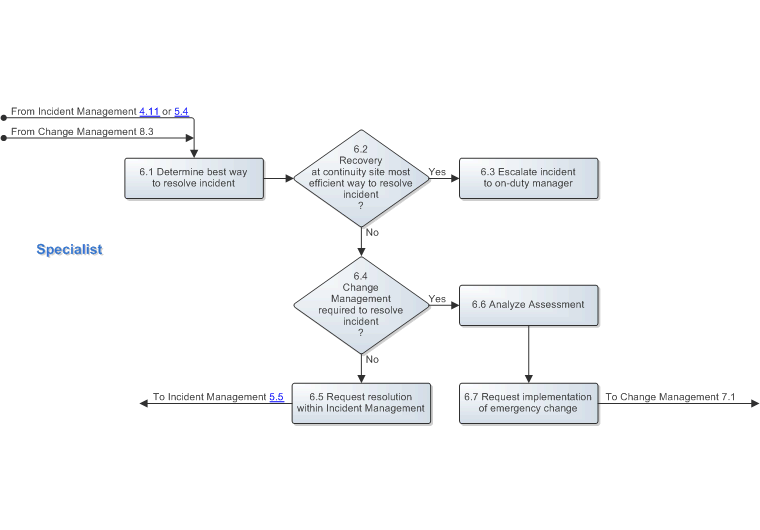 From Incident Management 4.11 or 5.4
From Change Management 8.3
6.1 Determine best way
to resolve incident
6.2
Recovery
at continuity site most
efficient way to resolve
incident
?
Yes
6.3 Escalate incident
to on-duty manager
No
Specialist
6.4
Change
Management
required to resolve
incident
?
Yes
6.6 Analyze Assessment
No
To Incident Management 5.5
6.5 Request resolution
within Incident Management
6.7 Request implementation
of emergency change
To Change Management 7.1